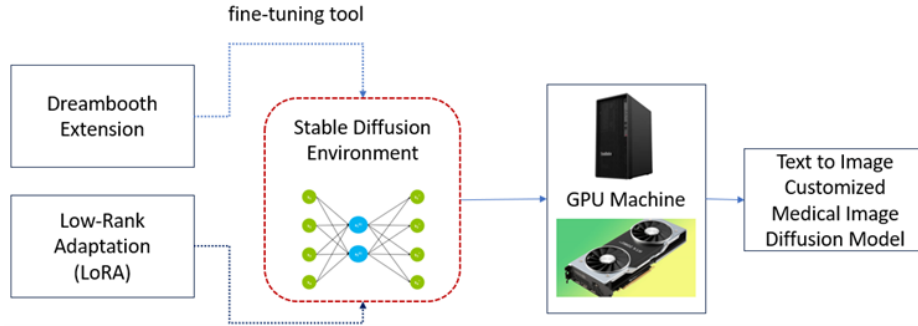 fine-tuning tool
Dreambooth
Extension
Stable Diffusion
Environment
Low-Rank
Adaptation
(LoRA)
GPU Machine
Text to Image
Customized
Medical Image
Diffusion Model